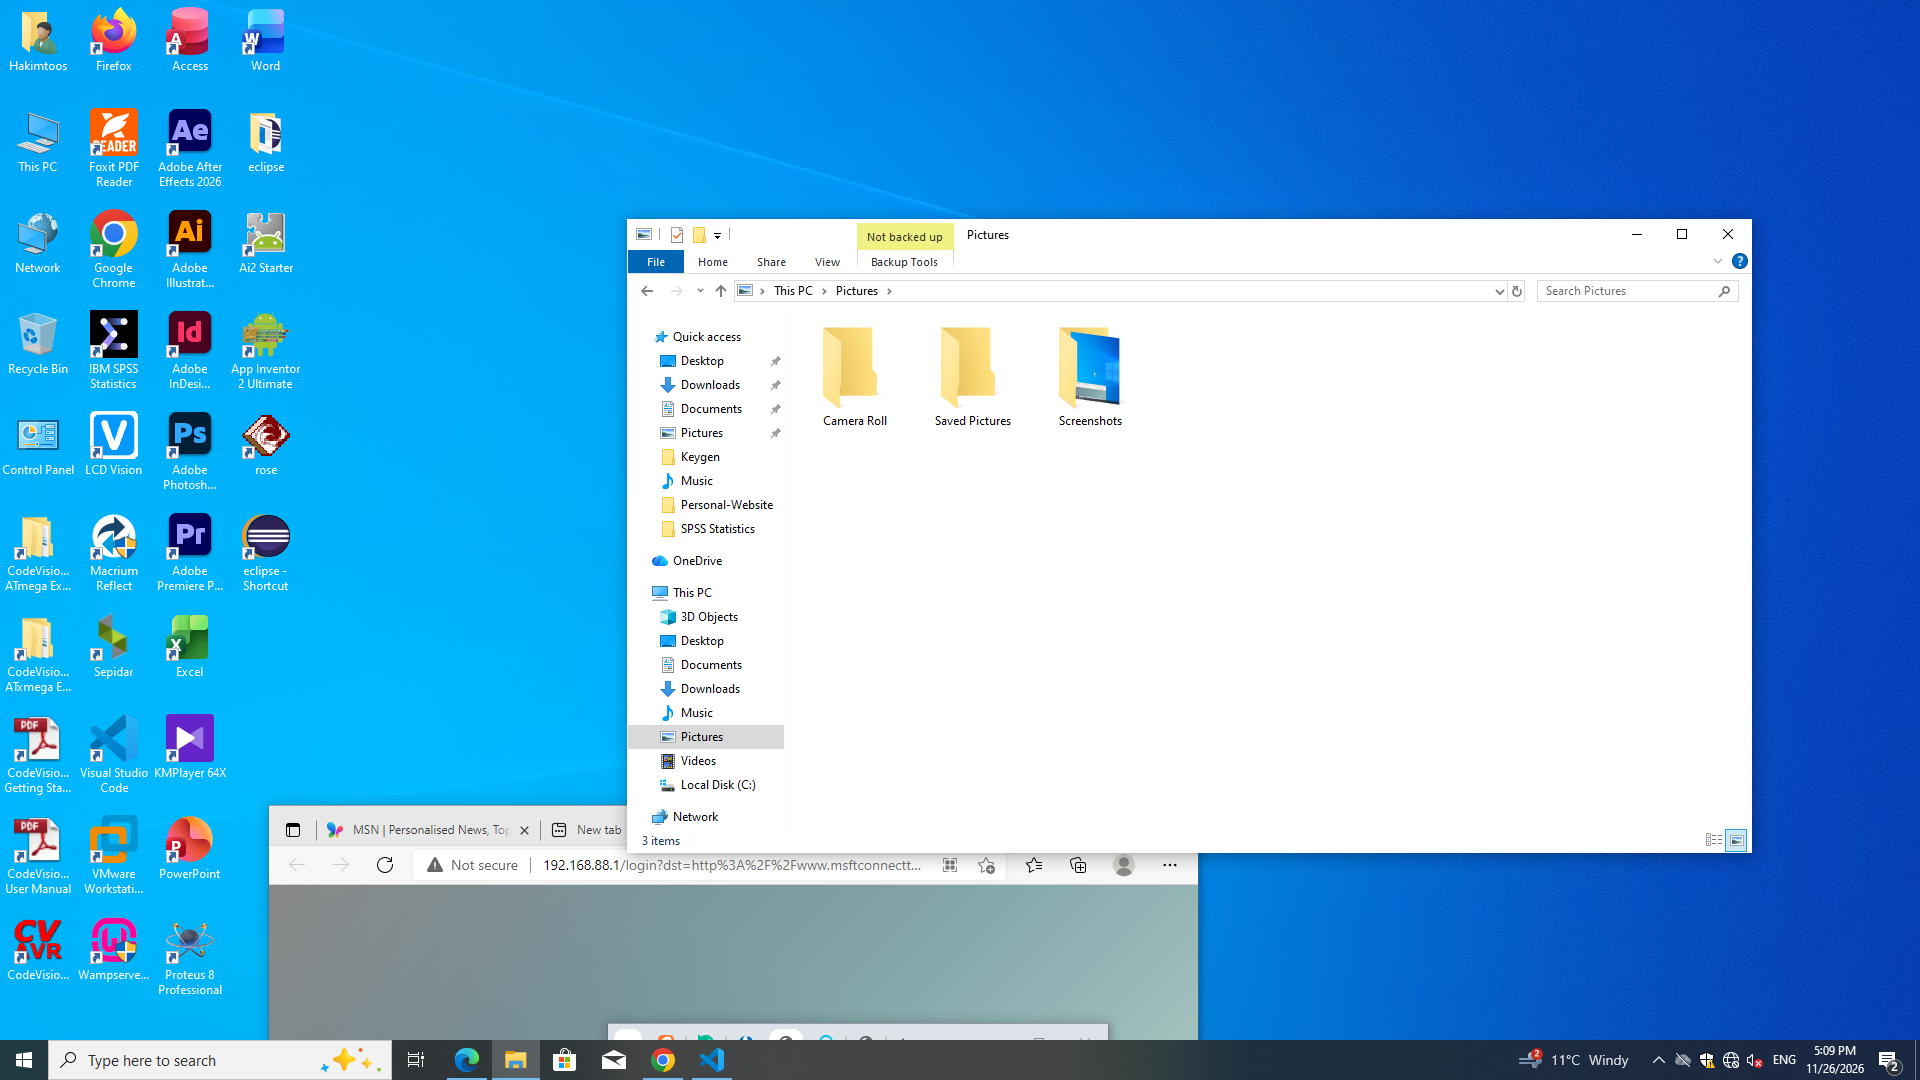 Hakimtoos
Firefox
Access
Word
This PC
Foxit PDF
Reader
Adobe After
Effects 2026
eclipse
Network
Google
Chrome
Adobe
Illustrat...
Ai2 Starter
Recycle Bin
IBM SPSS
Statistics
Adobe
InDesi...
App Inventor
2 Ultimate
Control Panel
LCD Vision
Adobe
Photosh...
rose
CodeVisio...
ATmega Ex...
Macrium
Reflect
Adobe
Premiere P...
eclipse -
Shortcut
CodeVisio...
ATxmega E...
Sepidar
Excel
CodeVisio...
Getting Sta...
Visual Studio
Code
KMPlayer 64X
CodeVisio...
User Manual
VMware
Workstati...
PowerPoint
CodeVisio...
Wampserve...
Proteus 8
Professional
Not backed up
Pictures
File
Home
Share
View
Backup Tools
This PC
Pictures
Search Pictures
Quick access
Desktop
Downloads
Documents
Pictures
Keygen
Music
Personal-Website
SPSS Statistics
OneDrive
This PC
3D Objects
Desktop
Documents
Downloads
Music
Pictures
Videos
Local Disk (C:)
Network
Camera Roll
Saved Pictures
Screenshots
3 items
MSN | Personalised News, Top
New tab
Not secure
192.168.88.1/login?dst=http%3A%2F%2Fwww.msftconnectt...
Type here to search
11°C Windy
ENG
5:09 PM
11/26/2026
2